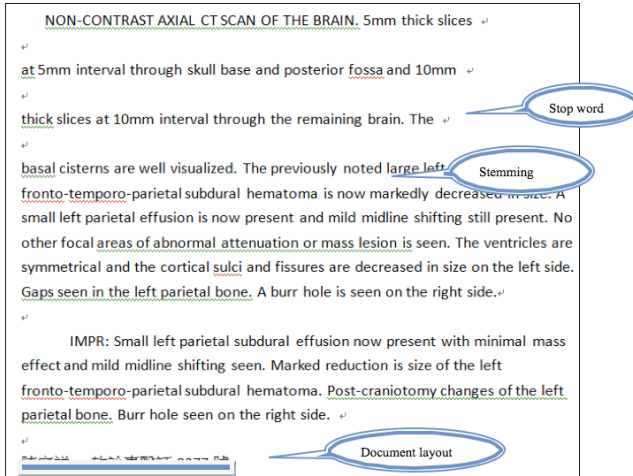 NON-CONTRAST AXIAL CT SCAN OF THE BRAIN. 5mm thick slices
at 5mm interval through skull base and posterior fossa and 10mm
thick slices at 10mm interval through the remaining brain. The
Stop word
basal cisterns are well visualized. The previously noted large left
Stemming
fronto-temporo-parietal subdural hematoma is now markedly decreased in size. A
small left parietal effusion is now present and mild midline shifting still present. No
other focal areas of abnormal attenuation or mass lesion is seen. The ventricles are
symmetrical and the cortical sulci and fissures are decreased in size on the left side.
Gaps seen in the left parietal bone. A burr hole is seen on the right side.
IMPR: Small left parietal subdural effusion now present with minimal mass
effect and mild midline shifting seen. Marked reduction is size of the left
fronto-temporo-parietal subdural hematoma. Post-craniotomy changes of the left
parietal bone. Burr hole seen on the right side.
Document layout